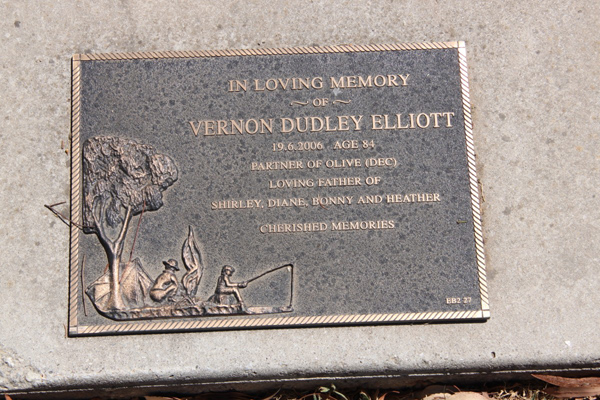 IN LOVING MEMORY
~ OF ~
VERNON DUDLEY ELLIOTT
19.6.2006 AGE 84
PARTNER OF OLIVE (DEC)
LOVING FATHER OF
SHIRLEY, DIANE, BONNY AND HEATHER
CHERISHED MEMORIES
EB2 27